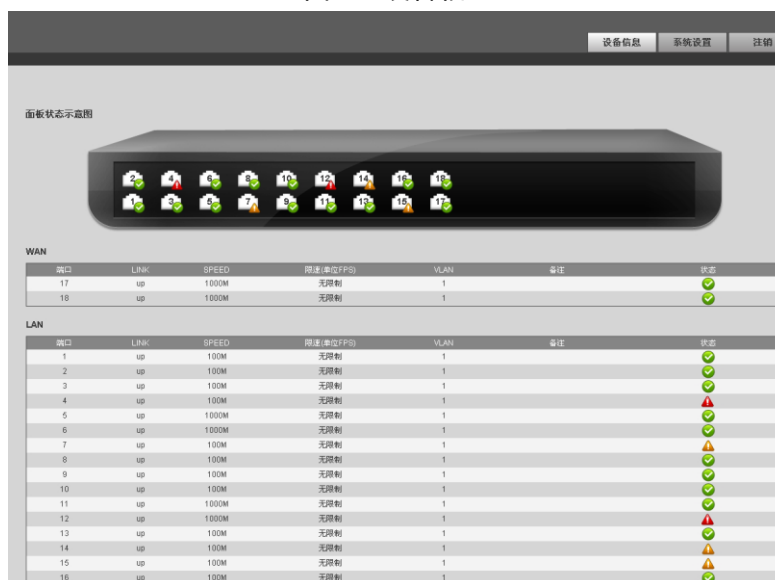 设备信息 系统设置 注销
面板状态示意图
2 4 6 8 10 12 14 16 18
1 3 5 7 9 11 13 15 17
WAN
端口 LINK SPEED 限速(单位FPS) VLAN 备注 状态
17 up 1000M 无限制 1
18 up 1000M 无限制 1
LAN
端口 LINK SPEED 限速(单位FPS) VLAN 备注 状态
1 up 100M 无限制 1
2 up 100M 无限制 1
3 up 100M 无限制 1
4 up 100M 无限制 1
5 up 1000M 无限制 1
6 up 1000M 无限制 1
7 up 100M 无限制 1
8 up 100M 无限制 1
9 up 100M 无限制 1
10 up 100M 无限制 1
11 up 1000M 无限制 1
12 up 1000M 无限制 1
13 up 100M 无限制 1
14 up 100M 无限制 1
15 up 100M 无限制 1
16 up 100M 无限制 1